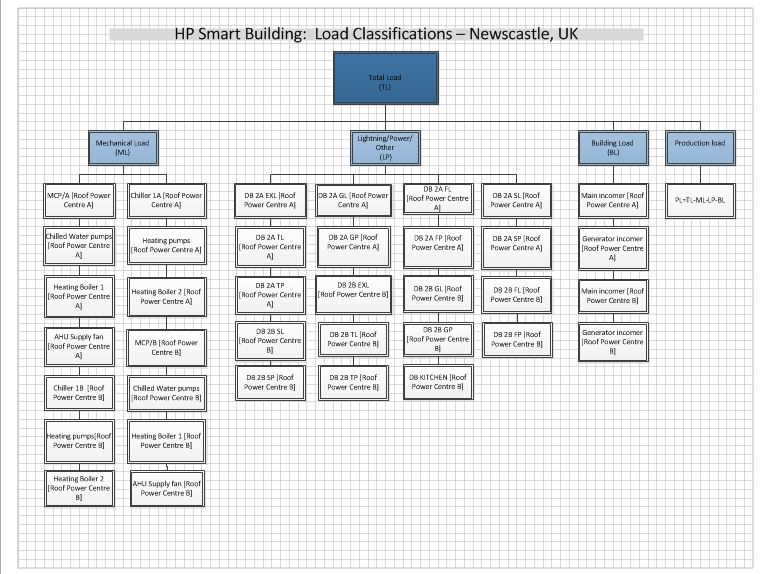 HP Smart Building: Load Classifications – Newscastle, UK
Total Load
(TL)
Mechanical Load
(ML)
Lightning/Power/
Other
(LP)
Building Load
(BL)
Production load
MCP/A [Roof Power
Centre A]
Chilled Water pumps
[Roof Power Centre
A]
Heating Boiler 1
[Roof Power Centre
A]
AHU Supply fan
[Roof Power Centre
A]
Chiller 1B [Roof
Power Centre B]
Heating pumps[Roof
Power Centre B]
Heating Boiler 2
[Roof Power Centre
B]
Chiller 1A [Roof Power
Centre A]
Heating pumps
[Roof Power Centre A]
Heating Boiler 2 [Roof
Power Centre A]
MCP/B [Roof Power
Centre B]
Chilled Water pumps
[Roof Power Centre B]
Heating Boiler 1 [Roof
Power Centre B]
AHU Supply fan [Roof
Power Centre B]
DB 2A EXL [Roof
Power Centre A]
DB 2A TL
[Roof Power Centre
A]
DB 2A TP
[Roof Power Centre
A]
DB 2B SL
[Roof Power Centre
B]
DB 2B SP [Roof
Power Centre B]
DB 2A GL [Roof Power
Centre A]
DB 2A GP [Roof
Power Centre A]
DB 2B EXL
[Roof Power Centre B]
DB 2B TL [Roof
Power Centre B]
DB 2B TP [Roof
Power Centre B]
DB 2A FL
[Roof Power Centre
A]
DB 2A FP [Roof
Power Centre A]
DB 2B GL [Roof
Power Centre B]
DB 2B GP
[Roof Power Centre
B]
DB KITCHEN [Roof
Power Centre B]
DB 2A SL [Roof
Power Centre A]
DB 2A SP [Roof
Power Centre A]
DB 2B FL [Roof
Power Centre B]
DB 2B FP [Roof
Power Centre B]
Main incomer [Roof
Power Centre A]
Generator incomer
[Roof Power Centre
A]
Main incomer [Roof
Power Centre B]
Generator incomer
[Roof Power Centre
B]
PL=TL-ML-LP-BL